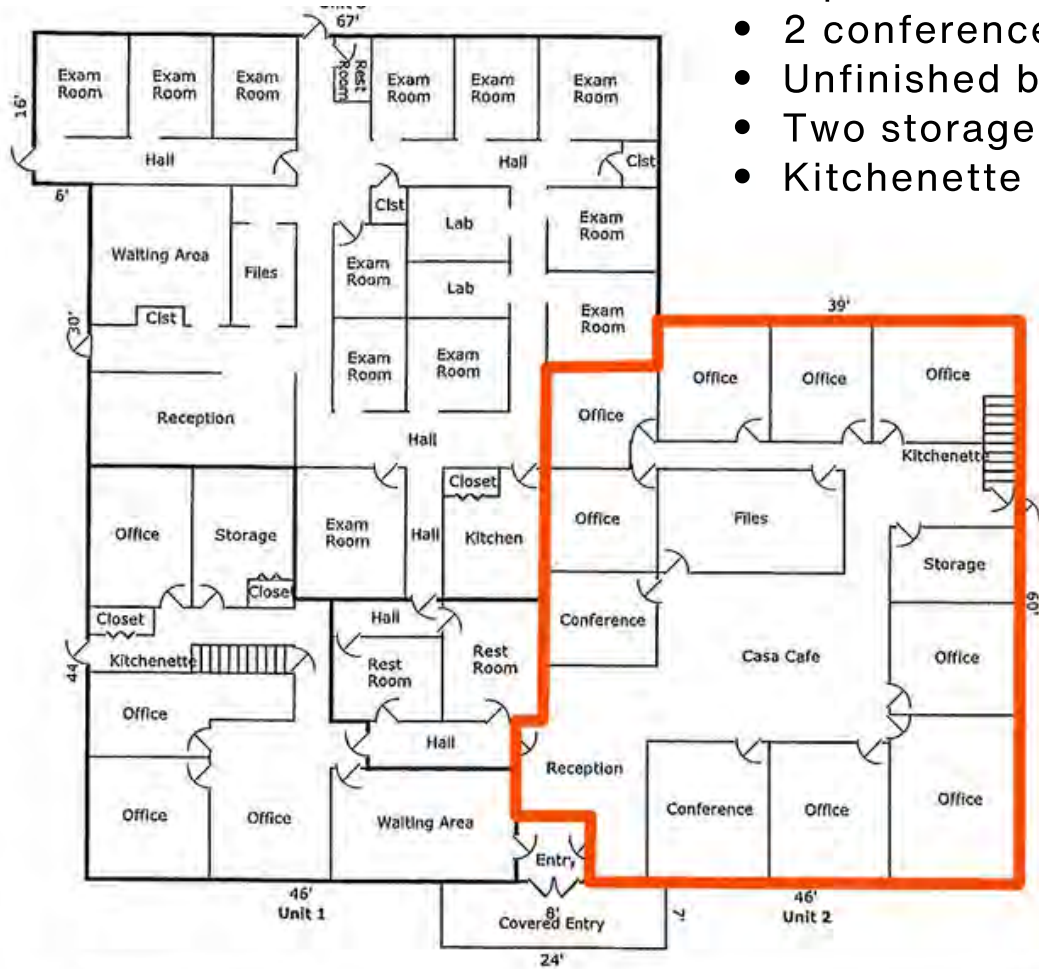 67'
• 2 conference
• Unfinished b
• Two storage
• Kitchenette
16'
Exam
Room
Exam
Room
Exam
Room
Rest
Room
Exam
Room
Exam
Room
Exam
Room
Hall
Hall
Clst
6'
Clst
Waiting Area
Files
Lab
Exam
Room
Exam
Room
Lab
Clst
30'
Exam
Room
39'
Exam
Room
Exam
Room
Office
Office
Office
Reception
Office
Hall
Kitchenette
Closet
Office
Storage
Exam
Room
Hall
Kitchen
Office
Files
Storage
Closet
Closet
Hall
Conference
60'
Kitchenette
Rest
Room
Rest
Room
Casa Cafe
Office
44'
Office
Hall
Reception
Office
Office
Waiting Area
Conference
Office
Office
Entry
46'
Unit 1
8'
7'
46'
Unit 2
Covered Entry
24'